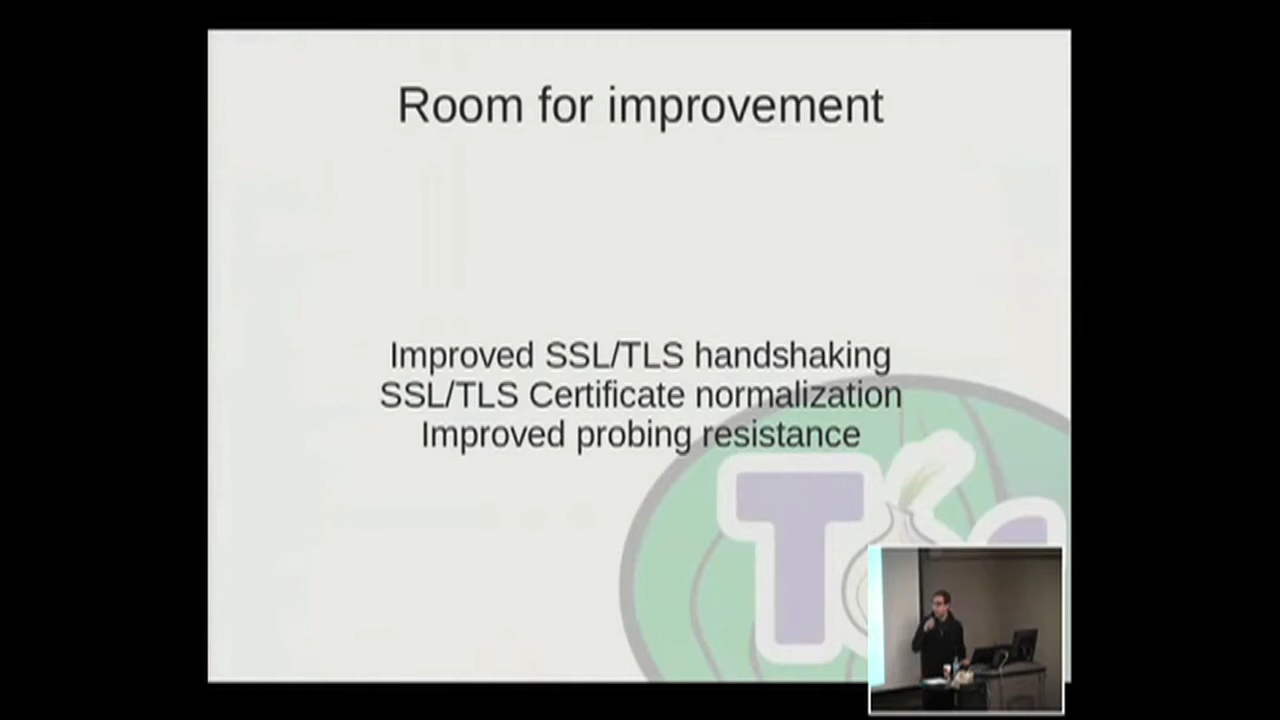 Room for improvement
Improved SSL/TLS handshaking
SSL/TLS Certificate normalization
Improved probing resistance
T